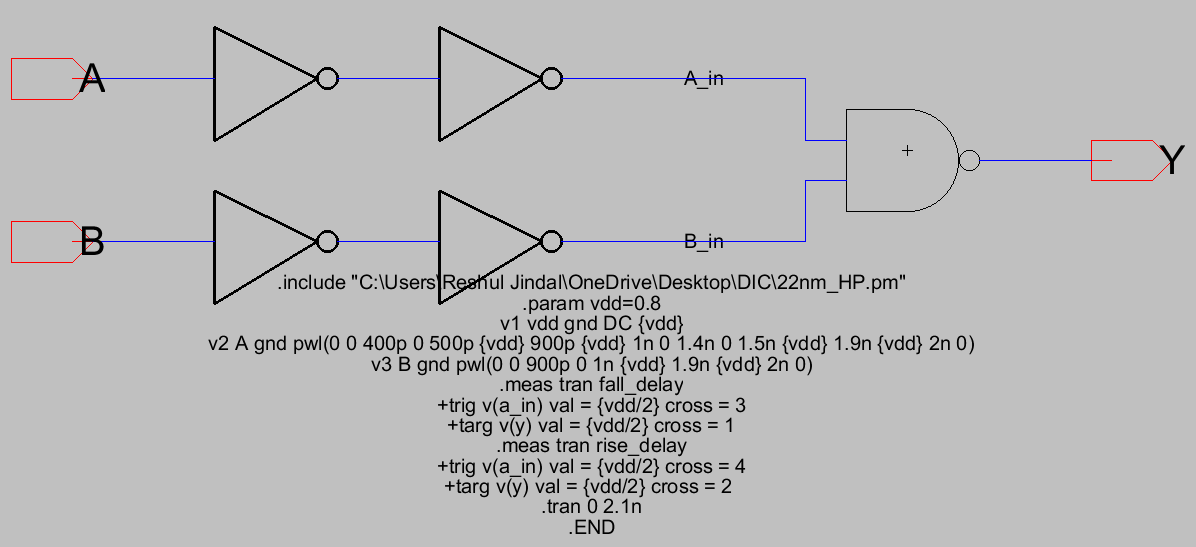 A
A_in
Y
B
B_in
.include "C:\Users\Reshul Jindal\OneDrive\Desktop\DIC\22nm_HP.pm"
.param vdd=0.8
v1 vdd gnd DC {vdd}
v2 A gnd pwl(0 0 400p 0 500p {vdd} 900p {vdd} 1n 0 1.4n 0 1.5n {vdd} 1.9n {vdd} 2n 0)
v3 B gnd pwl(0 0 900p 0 1n {vdd} 1.9n {vdd} 2n 0)
.meas tran fall_delay
+trig v(a_in) val = {vdd/2} cross = 3
+targ v(y) val = {vdd/2} cross = 1
.meas tran rise_delay
+trig v(a_in) val = {vdd/2} cross = 4
+targ v(y) val = {vdd/2} cross = 2
.tran 0 2.1n
.END